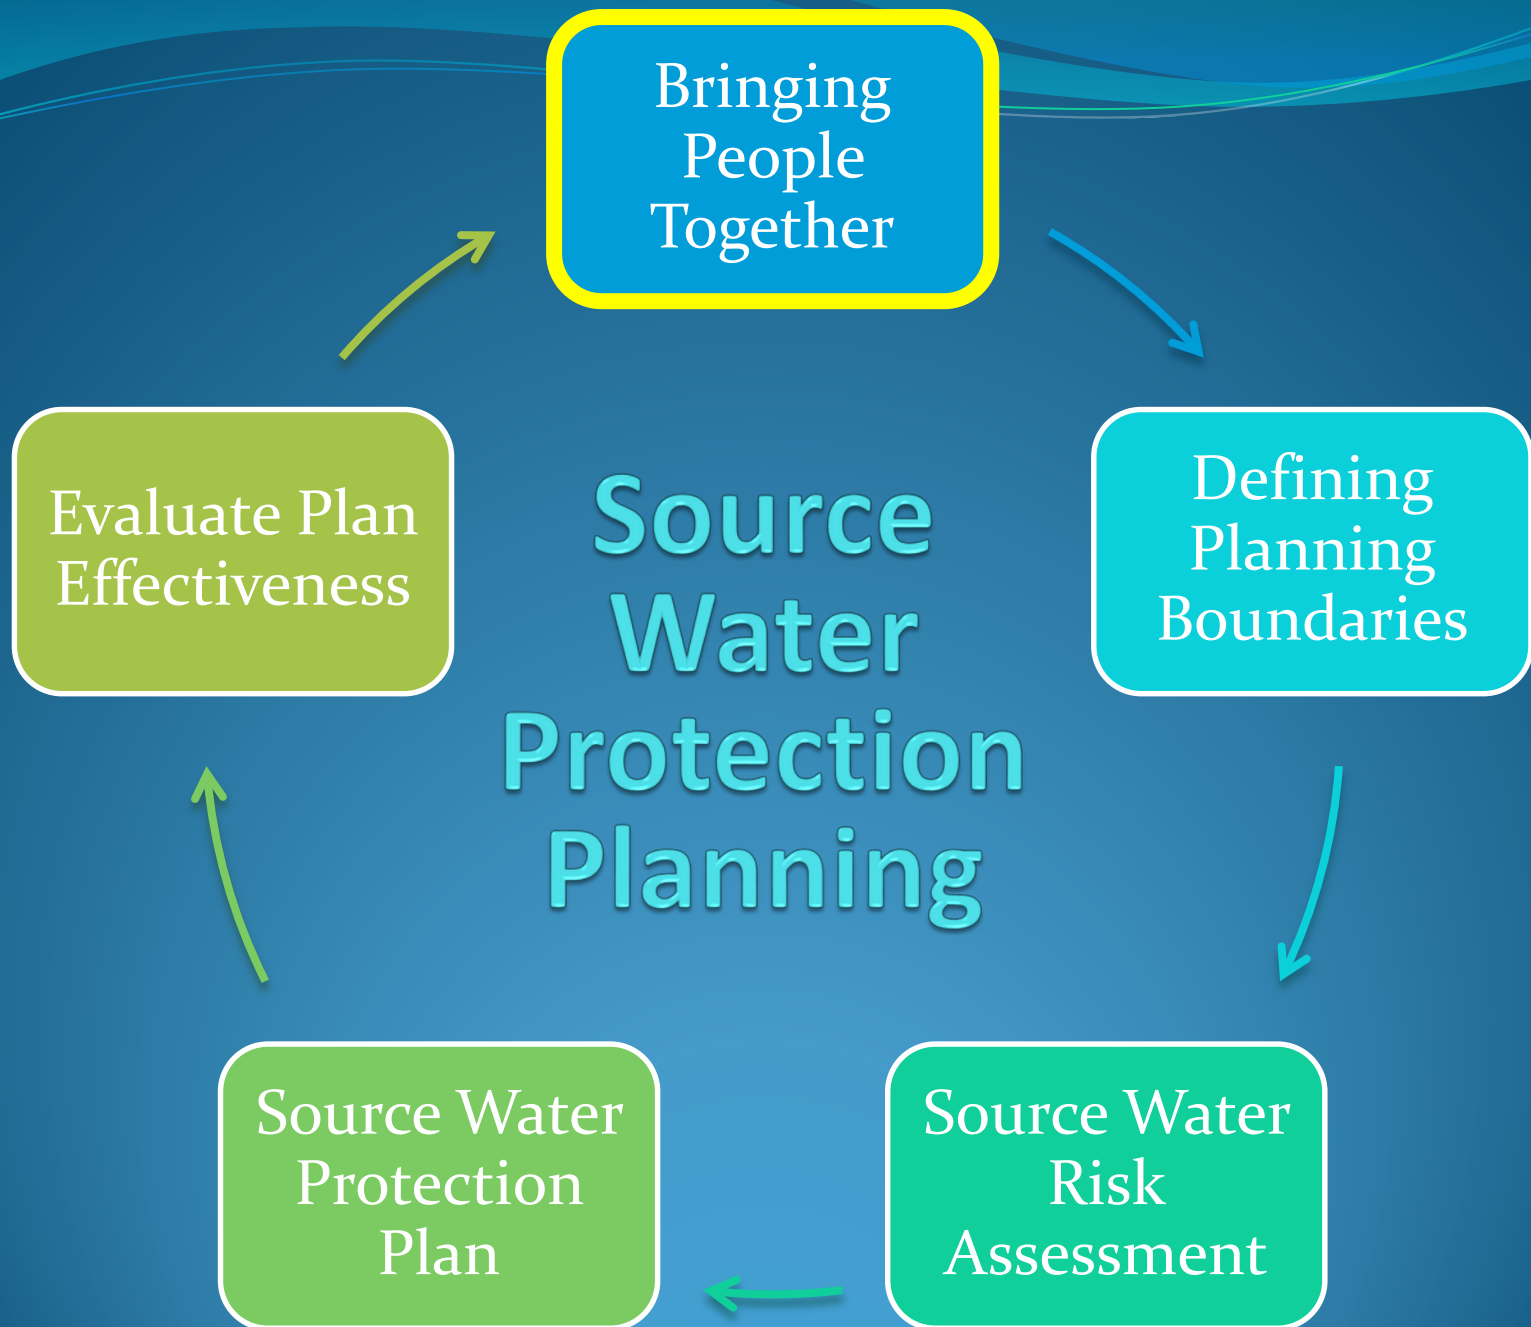 Bringing
People
Together
Defining
Planning
Boundaries
Source Water
Risk
Assessment
Source Water
Protection
Plan
Evaluate Plan
Effectiveness
Source
Water
Protection
Planning